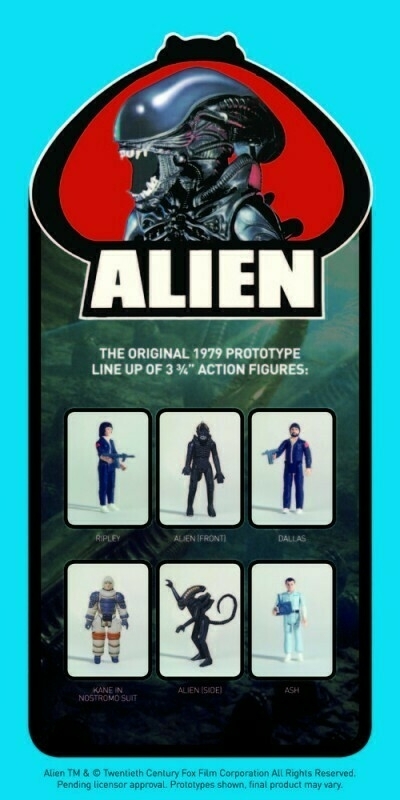 ALIEN
THE ORIGINAL 1979 PROTOTYPE
LINE UP OF 3 ¾" ACTION FIGURES:
RIPLEY
ALIEN (FRONT)
DALLAS
KANE IN
NOSTROMO SUIT
ALIEN (SIDE)
ASH
Alien TM & © Twentieth Century Fox Film Corporation All Rights Reserved.
Pending licensor approval. Prototypes shown, final product may vary.